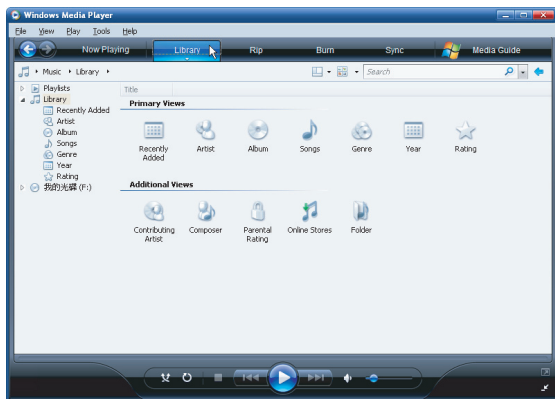 Windows Media Player
File View Play Tools Help
Now Playing Library Rip Burn Sync Media Guide
Music Library Search
Playlists
Library
Recently Added
Artist
Album
Songs
Genre
Year
Rating
我的光碟 (F:)
Title
Primary Views
Recently Added
Artist
Album
Songs
Genre
Year
Rating
Additional Views
Contributing Artist
Composer
Parental Rating
Online Stores
Folder